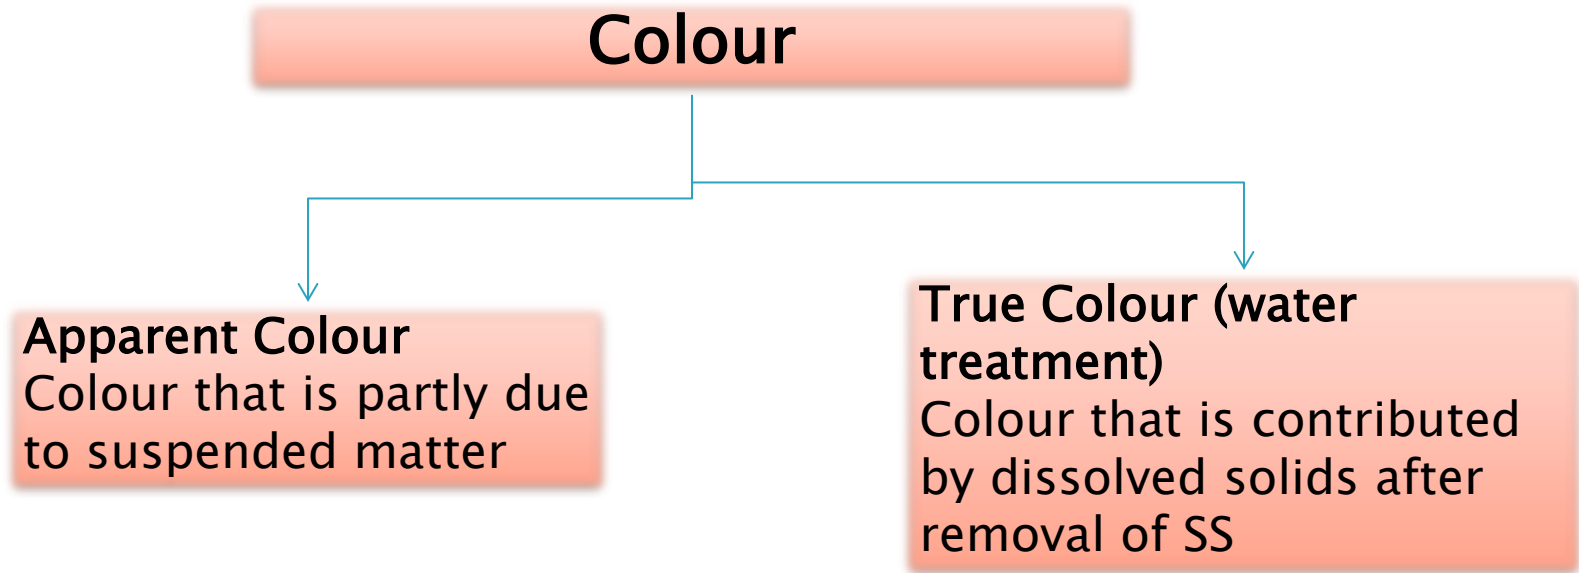 Colour
Apparent Colour
Colour that is partly due
to suspended matter
True Colour (water
treatment)
Colour that is contributed
by dissolved solids after
removal of SS